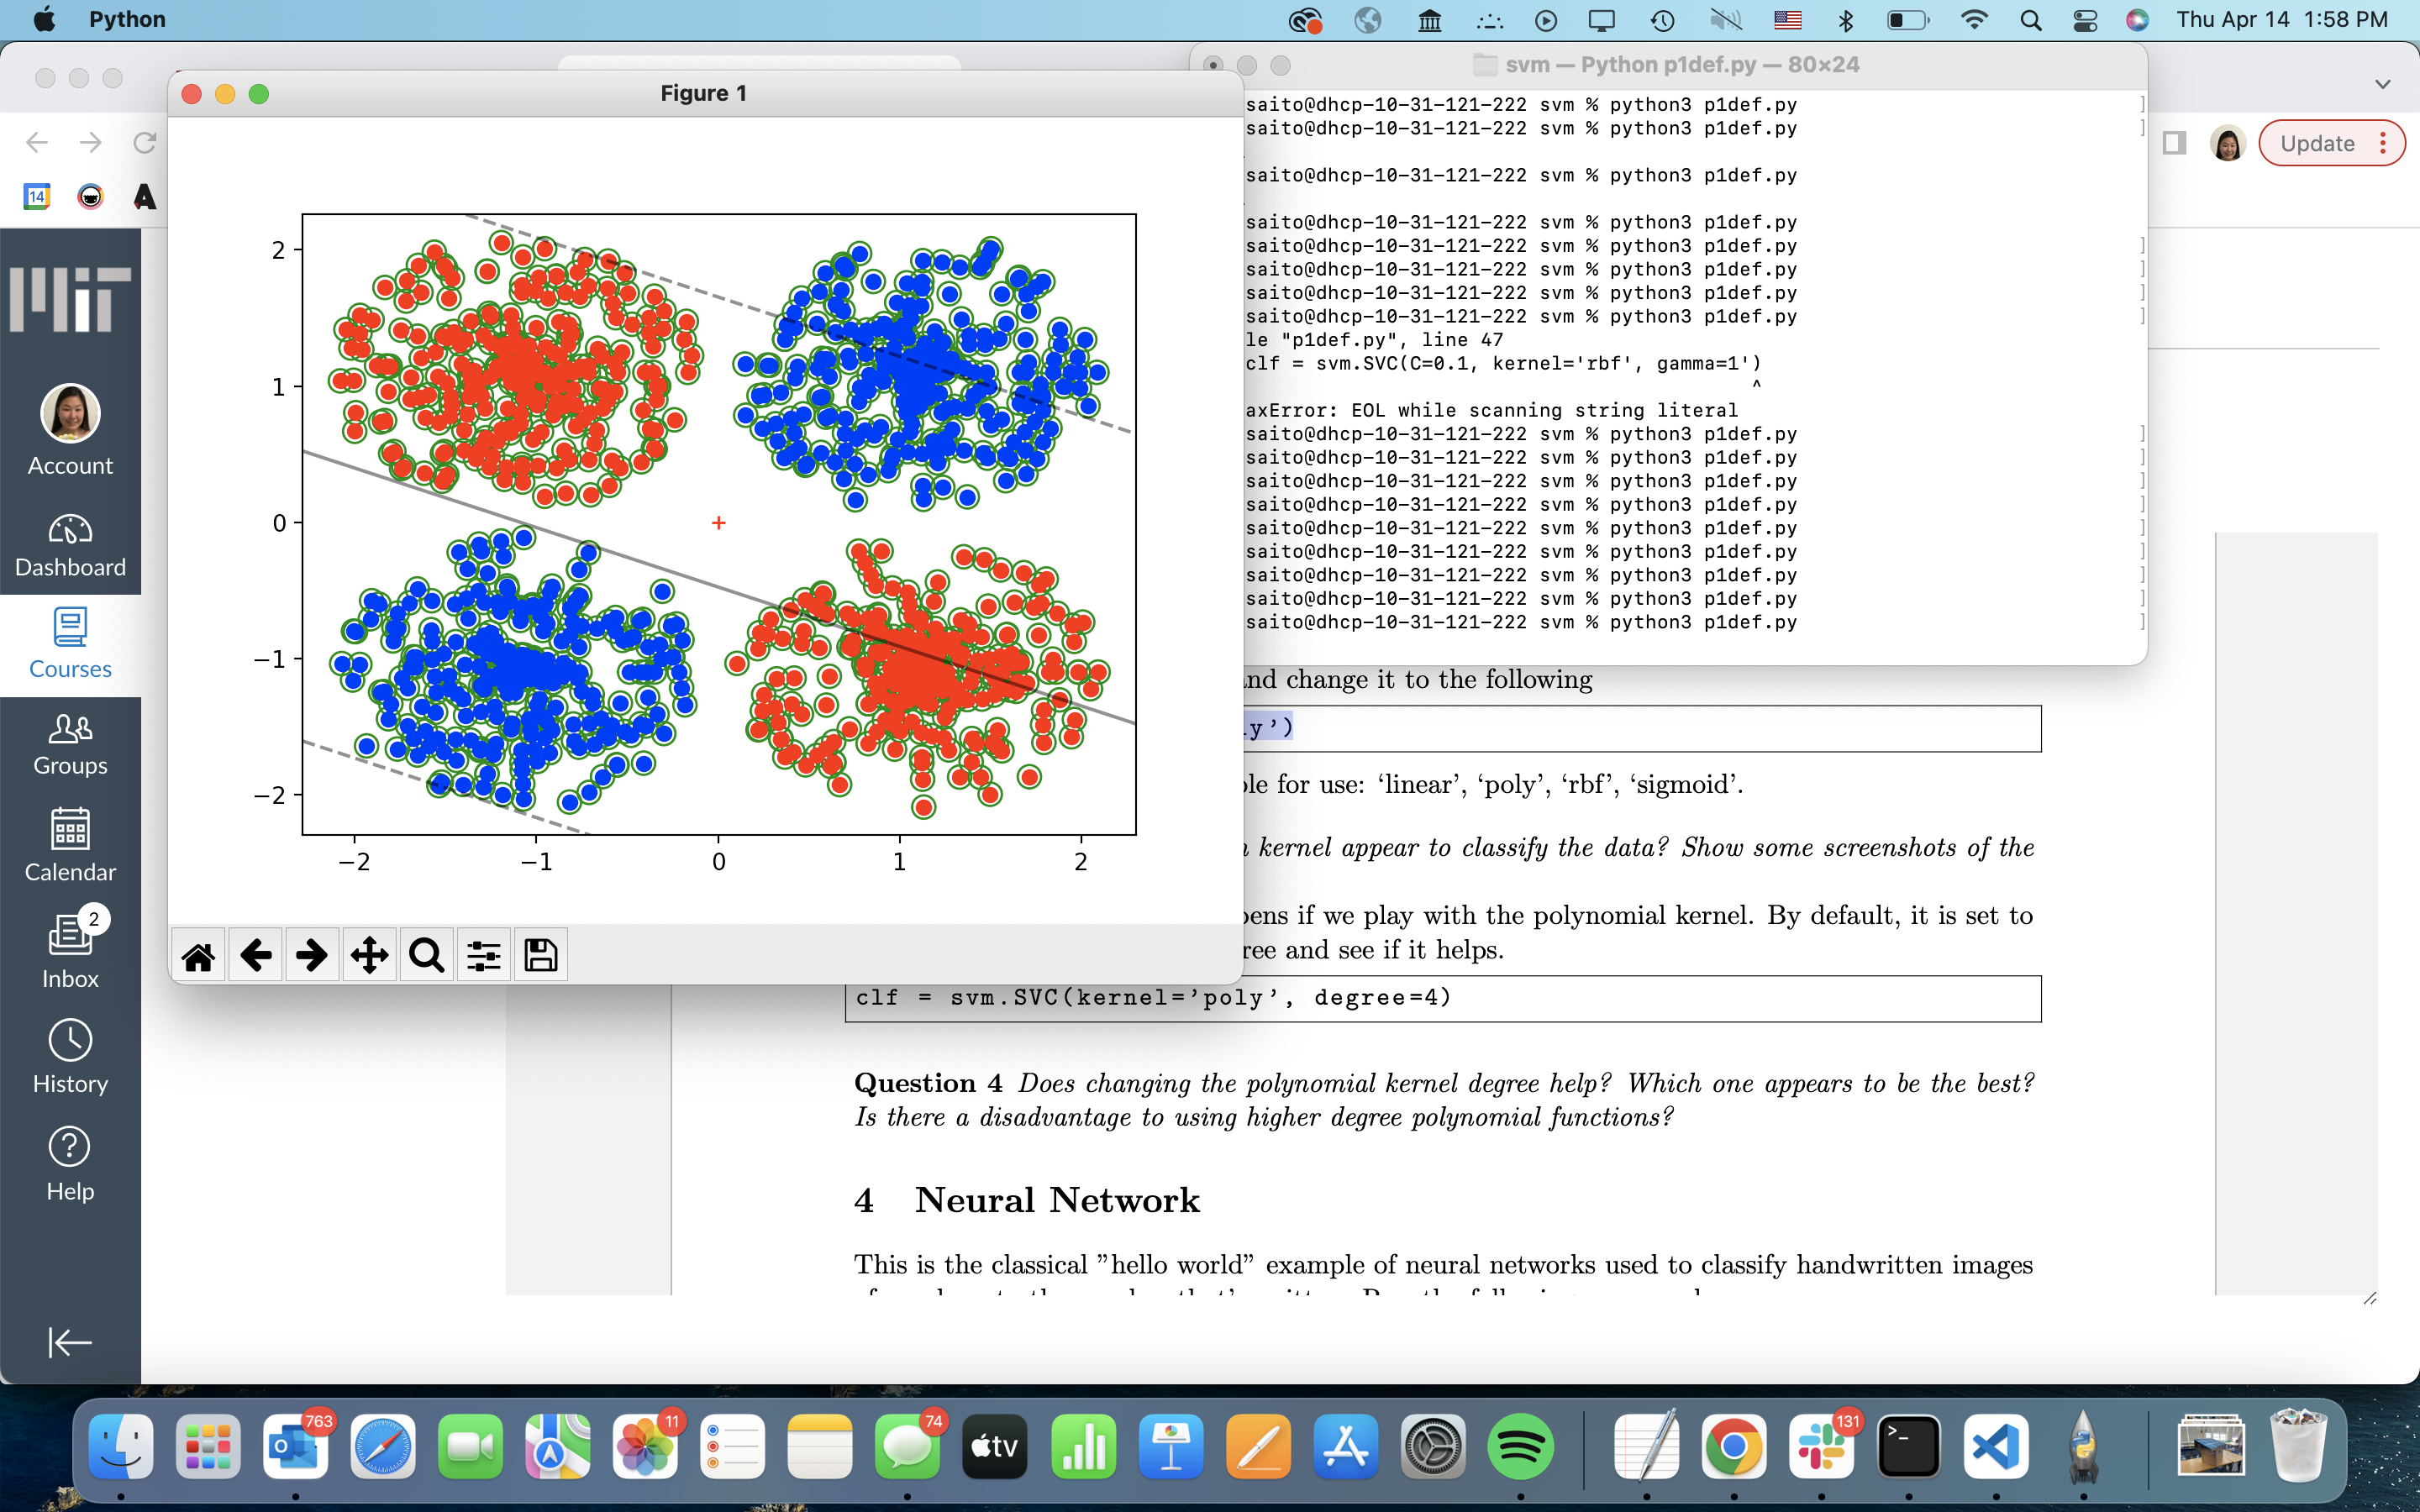 Python
Thu Apr 14 1:58 PM
svm — Python p1def.py — 80×24
Figure 1
Update
14
A
MIT
Account
Dashboard
Courses
Groups
Calendar
2
Inbox
History
Help
2
1
0
−1
−2
−2
−1
0
1
2
saito@dhcp-10-31-121-222 svm % python3 p1def.py
saito@dhcp-10-31-121-222 svm % python3 p1def.py
saito@dhcp-10-31-121-222 svm % python3 p1def.py
saito@dhcp-10-31-121-222 svm % python3 p1def.py
saito@dhcp-10-31-121-222 svm % python3 p1def.py
saito@dhcp-10-31-121-222 svm % python3 p1def.py
saito@dhcp-10-31-121-222 svm % python3 p1def.py
saito@dhcp-10-31-121-222 svm % python3 p1def.py
le "p1def.py", line 47
clf = svm.SVC(C=0.1, kernel='rbf', gamma=1')
^
axError: EOL while scanning string literal
saito@dhcp-10-31-121-222 svm % python3 p1def.py
saito@dhcp-10-31-121-222 svm % python3 p1def.py
saito@dhcp-10-31-121-222 svm % python3 p1def.py
saito@dhcp-10-31-121-222 svm % python3 p1def.py
saito@dhcp-10-31-121-222 svm % python3 p1def.py
saito@dhcp-10-31-121-222 svm % python3 p1def.py
saito@dhcp-10-31-121-222 svm % python3 p1def.py
saito@dhcp-10-31-121-222 svm % python3 p1def.py
saito@dhcp-10-31-121-222 svm % python3 p1def.py
and change it to the following
ly’)
ble for use: ‘linear’, ‘poly’, ‘rbf’, ‘sigmoid’.
kernel appear to classify the data? Show some screenshots of the
pens if we play with the polynomial kernel. By default, it is set to
ree and see if it helps.
clf = svm.SVC(kernel=’poly’, degree=4)
Question 4 Does changing the polynomial kernel degree help? Which one appears to be the best?
Is there a disadvantage to using higher degree polynomial functions?
4 Neural Network
This is the classical ”hello world” example of neural networks used to classify handwritten images
763
11
74
tv
131
>_